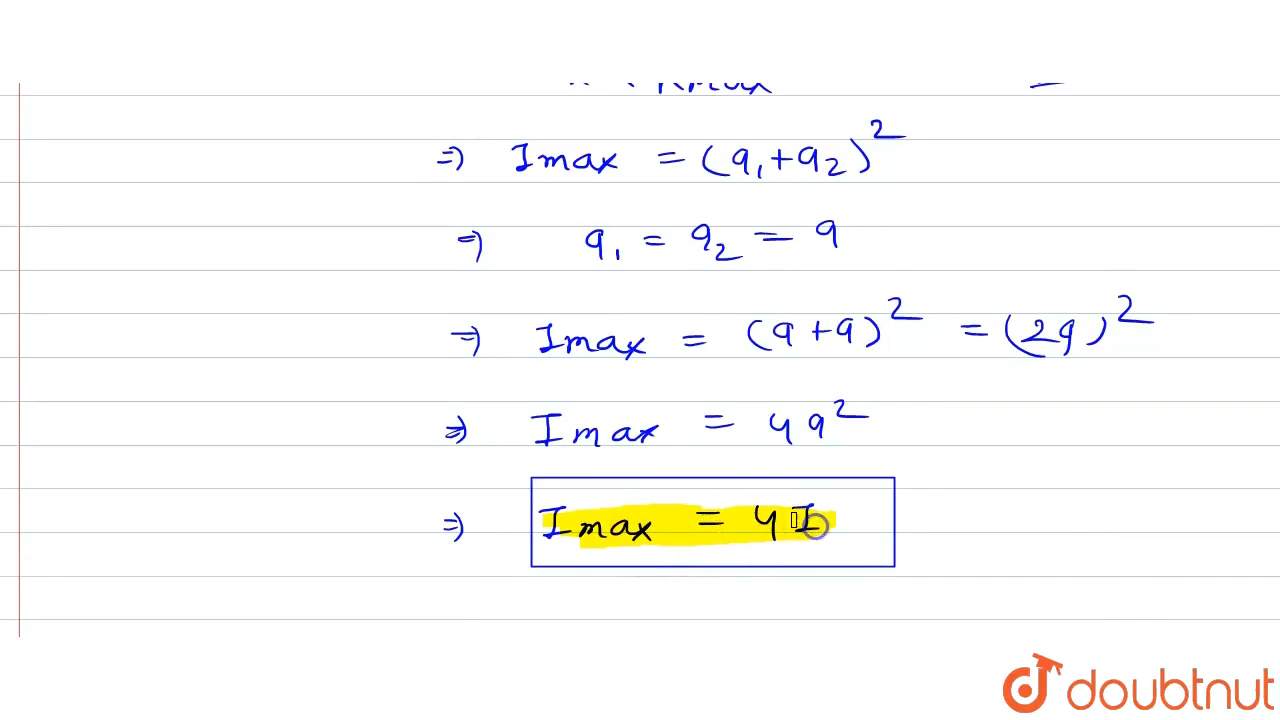 ⇒ Imax = (a₁+a₂)²
⇒ a₁ = a₂ = a
⇒ Imax = (a+a)² = (2a)²
⇒ Imax = 4a²
⇒ Imax = 4I
doubtnut